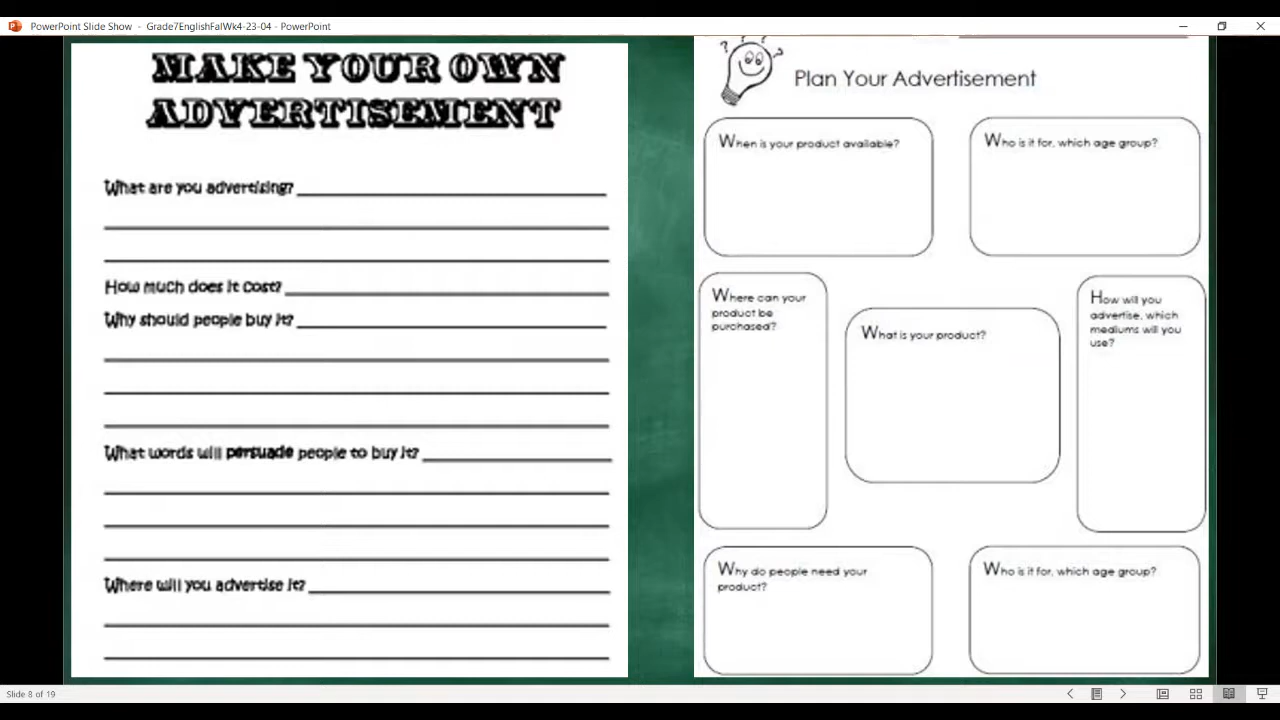 PowerPoint Slide Show - Grade7EnglishFalWk4-23-04 - PowerPoint
MAKE YOUR OWN
ADVERTISEMENT
What are you advertising?
How much does it cost?
Why should people buy it?
What words will persuade people to buy it?
Where will you advertise it?
Plan Your Advertisement
When is your product available?
Who is it for, which age group?
Where can your
product be
purchased?
What is your product?
How will you
advertise, which
mediums will you
use?
Why do people need your
product?
Who is it for, which age group?
Slide 8 of 19